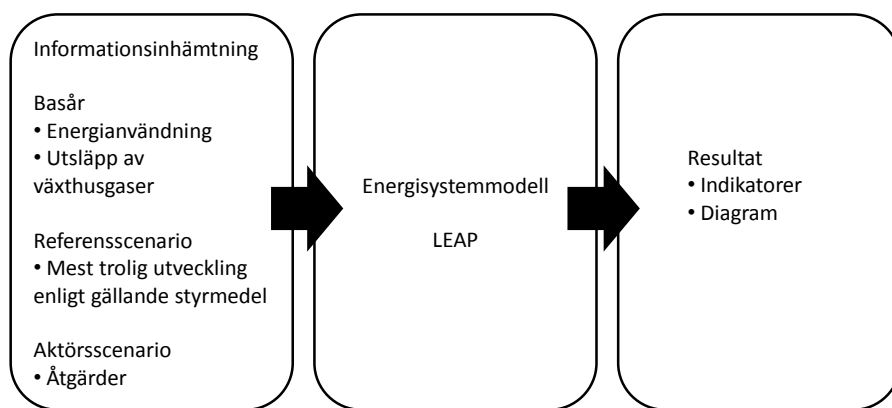 Informationsinhämtning
Basår
• Energianvändning
• Utsläpp av
växthusgaser
Referensscenario
• Mest trolig utveckling
enligt gällande styrmedel
Aktörsscenario
• Åtgärder
Energisystemmodell
LEAP
Resultat
• Indikatorer
• Diagram